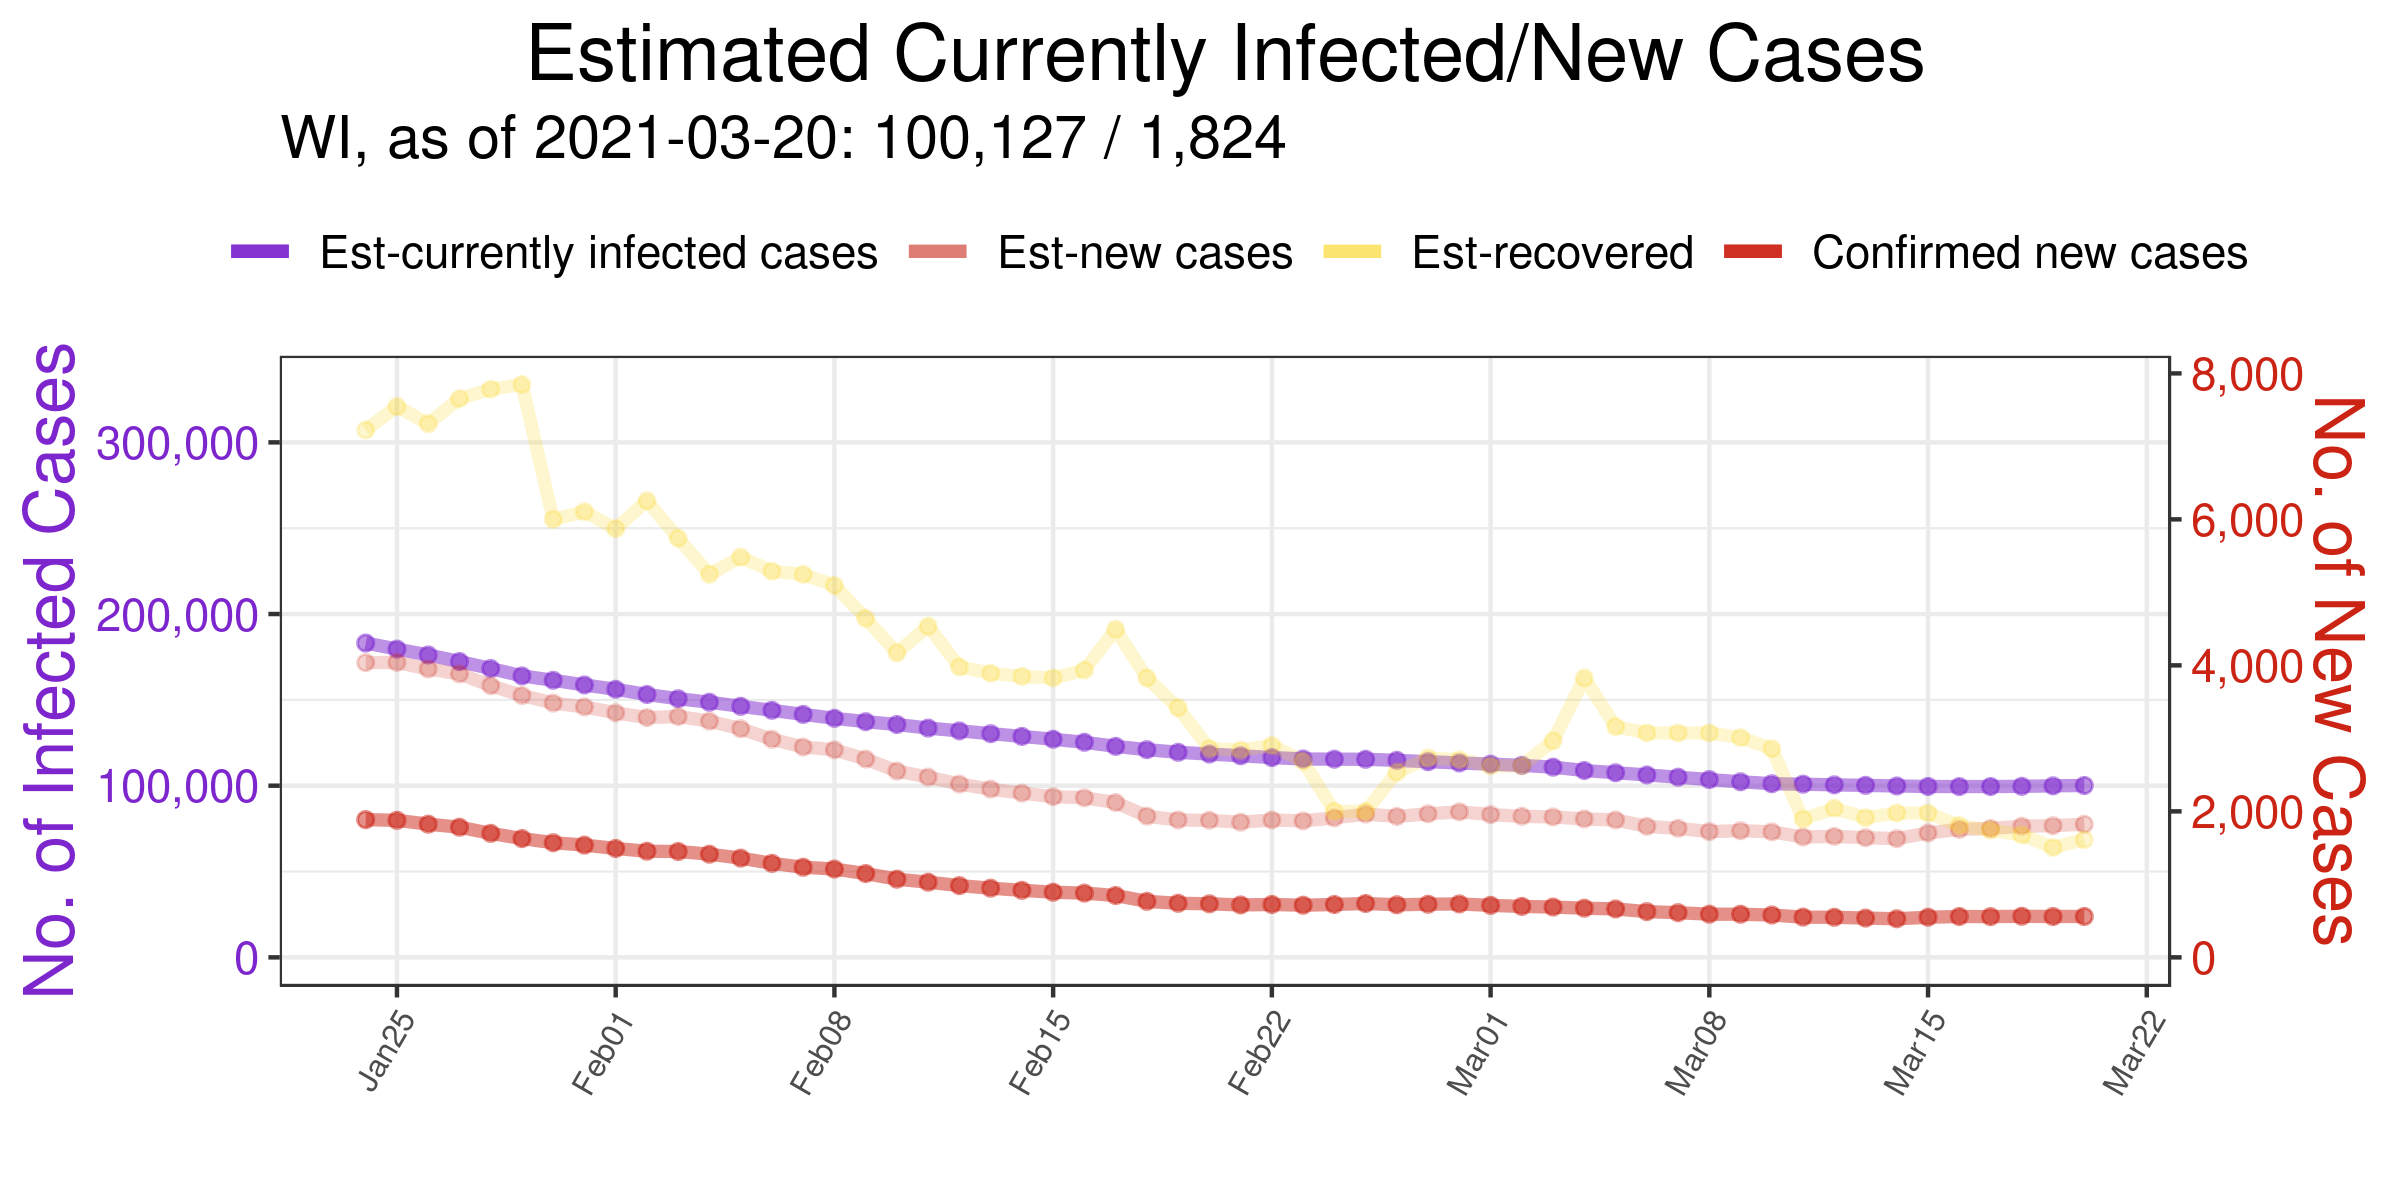 Estimated Currently Infected/New Cases
WI, as of 2021-03-20: 100,127 / 1,824
Est-currently infected cases Est-new cases Est-recovered Confirmed new cases
No. of Infected Cases
300,000
200,000
100,000
0
8,000
6,000
4,000
2,000
0
No. of New Cases
Jan25 Feb01 Feb08 Feb15 Feb22 Mar01 Mar08 Mar15 Mar22